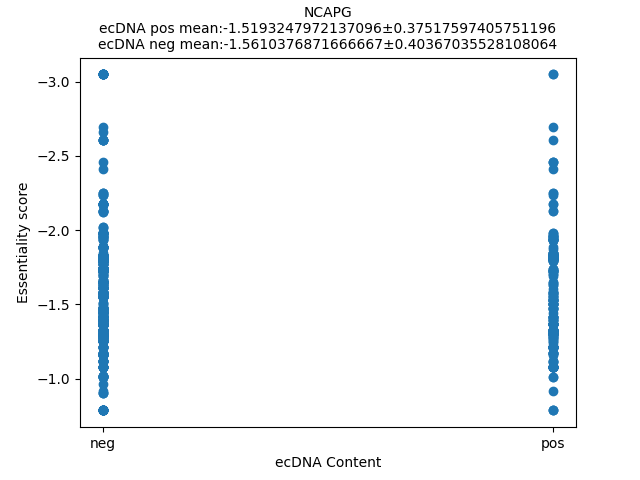 NCAPG
ecDNA pos mean:-1.5193247972137096±0.37517597405751196
ecDNA neg mean:-1.5610376871666667±0.40367035528108064
−3.0
−2.5
−2.0
−1.5
−1.0
Essentiality score
neg
pos
ecDNA Content